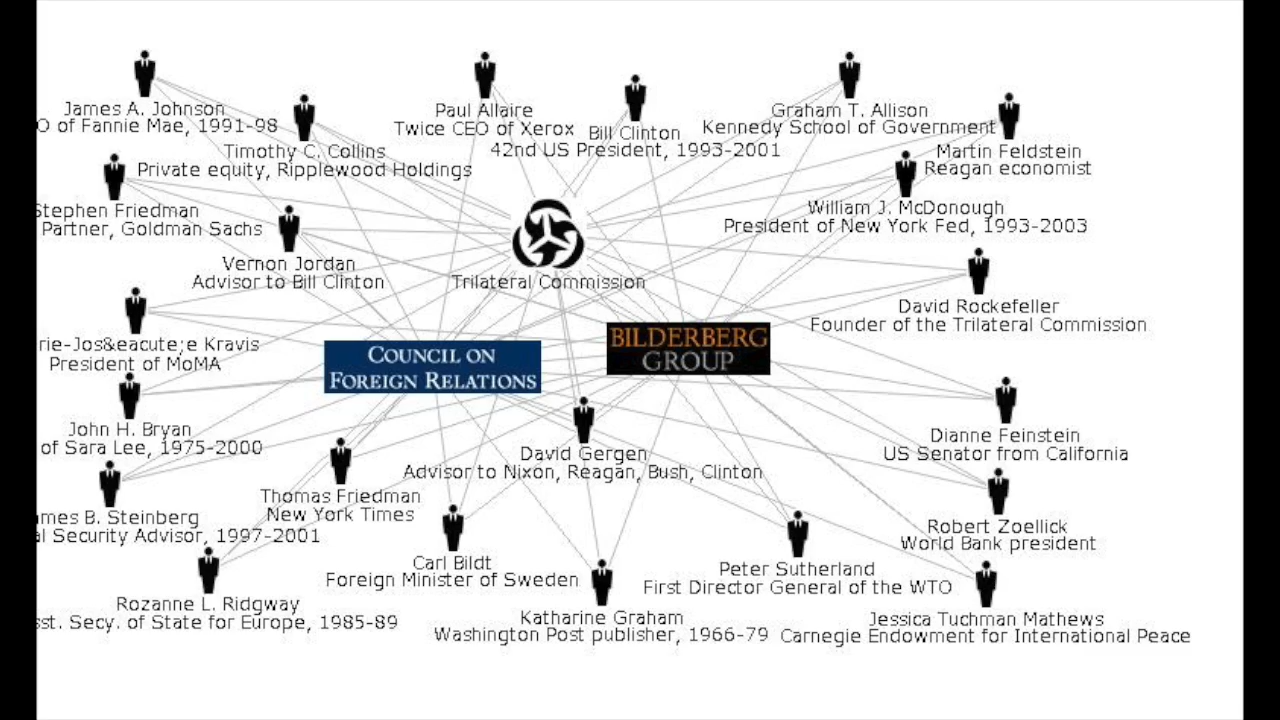 James A. Johnson
O of Fannie Mae, 1991-98
Timothy C. Collins
Private equity, Ripplewood Holdings
Paul Allaire
Twice CEO of Xerox
Bill Clinton
42nd US President, 1993-2001
Graham T. Allison
Kennedy School of Government
Martin Feldstein
Reagan economist
Stephen Friedman
Partner, Goldman Sachs
William J. McDonough
President of New York Fed, 1993-2003
Vernon Jordan
Advisor to Bill Clinton
Trilateral Commission
David Rockefeller
Founder of the Trilateral Commission
rie-Jos&eacute;e Kravis
President of MoMA
COUNCIL ON
FOREIGN RELATIONS
BILDERBERG
GROUP
John H. Bryan
of Sara Lee, 1975-2000
David Gergen
Advisor to Nixon, Reagan, Bush, Clinton
Dianne Feinstein
US Senator from California
Thomas Friedman
New York Times
ames B. Steinberg
al Security Advisor, 1997-2001
Robert Zoellick
World Bank president
Carl Bildt
Foreign Minister of Sweden
Peter Sutherland
First Director General of the WTO
Rozanne L. Ridgway
sst. Secy. of State for Europe, 1985-89
Katharine Graham
Washington Post publisher, 1966-79
Jessica Tuchman Mathews
Carnegie Endowment for International Peace